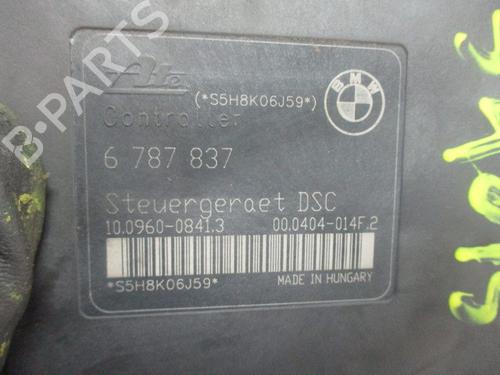 B-PARTS
Ate
(*S5H8K06J59*)
BMW
Controller
6 787 837
Steuergeraet DSC
10.0960-0841.3
00.0404-014F.2
*S5H8K06J59*
MADE IN HUNGARY